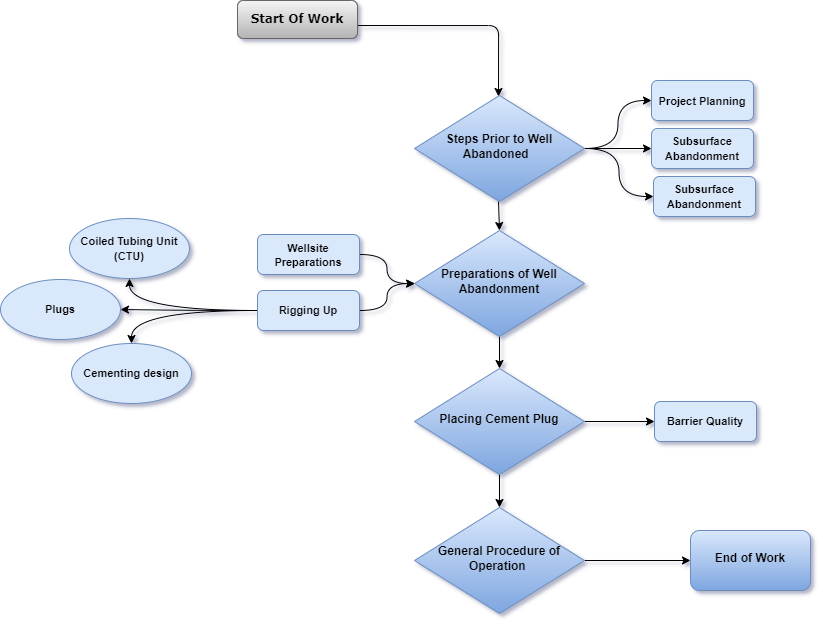 Start Of Work
Steps Prior to Well
Abandoned
Project Planning
Subsurface
Abandonment
Subsurface
Abandonment
Coiled Tubing Unit
(CTU)
Wellsite
Preparations
Preparations of Well
Abandonment
Plugs
Rigging Up
Cementing design
Placing Cement Plug
Barrier Quality
General Procedure of
Operation
End of Work